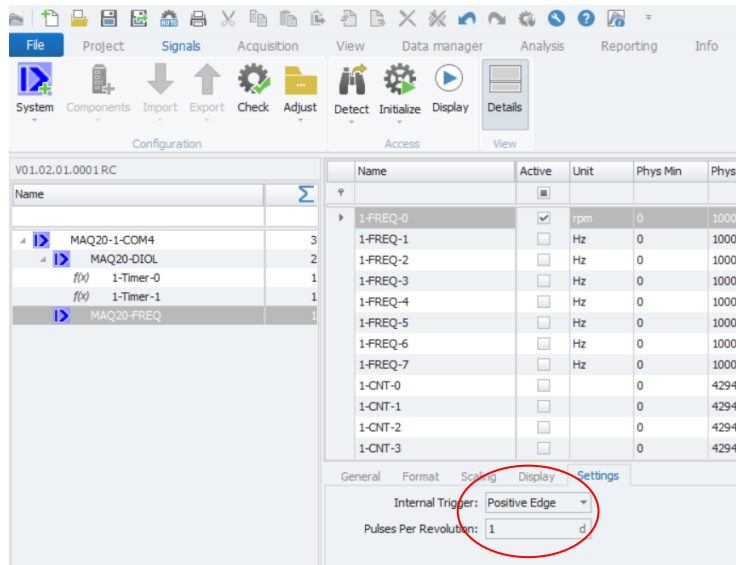 AUTO
File Project Signals Acquisition View Data manager Analysis Reporting Info
System Components Import Export Check Adjust Detect Initialize Display Details
Configuration Access View
V01.02.01.0001 RC
Name Σ
MAQ20-1-COM4 3
MAQ20-DIOL 2
f(x) 1-Timer-0 1
f(x) 1-Timer-1 1
MAQ20-FREQ 1
Name Active Unit Phys Min Phys
1-FREQ-0 rpm 0 1000
1-FREQ-1 Hz 0 1000
1-FREQ-2 Hz 0 1000
1-FREQ-3 Hz 0 1000
1-FREQ-4 Hz 0 1000
1-FREQ-5 Hz 0 1000
1-FREQ-6 Hz 0 1000
1-FREQ-7 Hz 0 1000
1-CNT-0 0 4294
1-CNT-1 0 4294
1-CNT-2 0 4294
1-CNT-3 0 4294
General Format Scaling Display Settings
Internal Trigger: Positive Edge
Pulses Per Revolution: 1 d